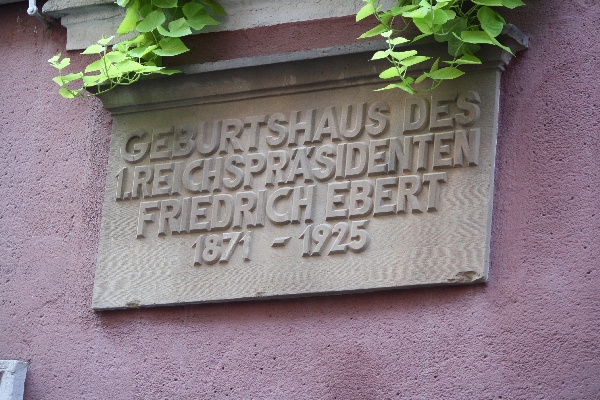 GEBURTSHAUS DES
1.REICHSPRÄSIDENTEN
FRIEDRICH EBERT
1871 - 1925